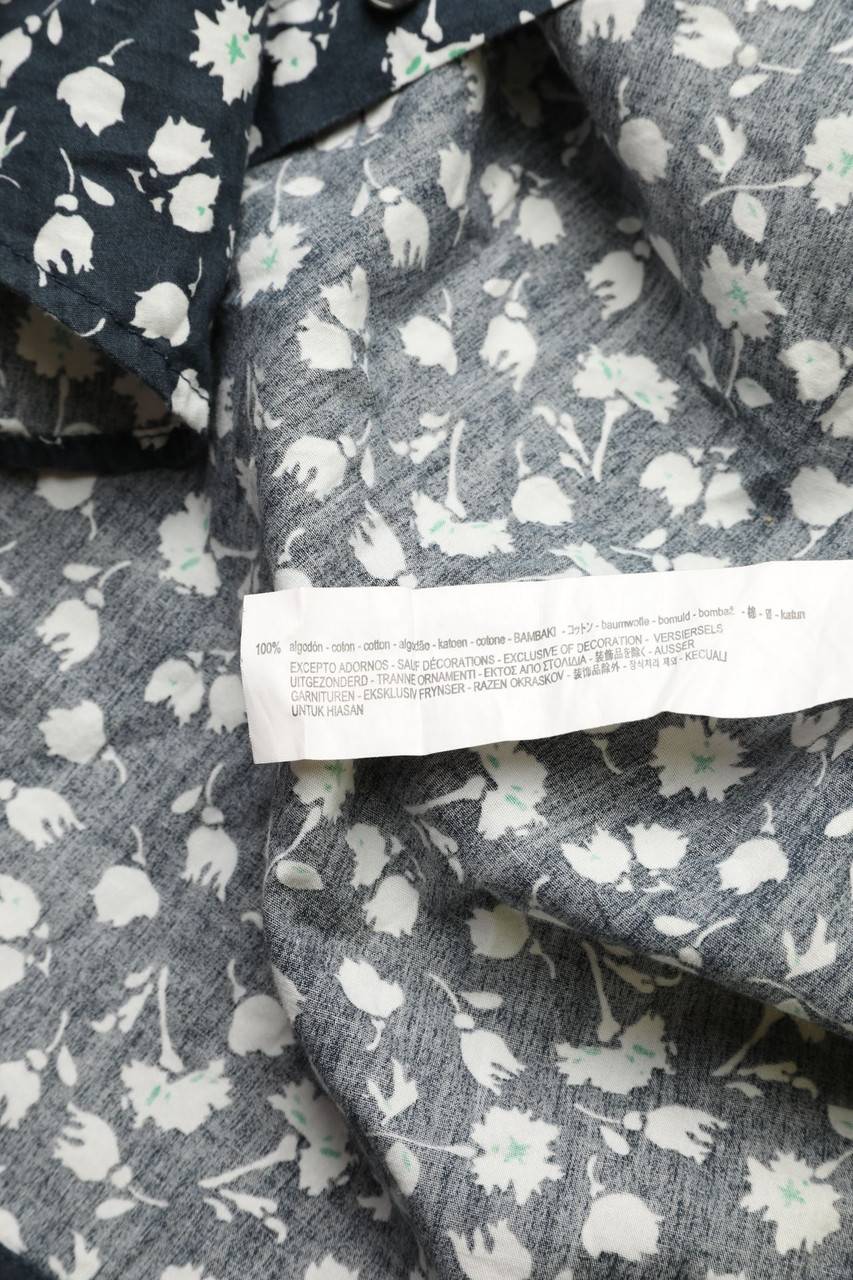 100% algodón - coton - cotton - algodão - katoen - cotone - BAMBAKI - コットン - baumwolle - bomuld - bombaž - 棉 - 면 - katun
EXCEPTO ADORNOS - SAUF DÉCORATIONS - EXCLUSIVE OF DECORATION - VERSIERSELS
UITGEZONDERD - TRANNE ORNAMENTI - ΕΚΤΟΣ ΑΠΟ ΣΤΟΛΙΔΙΑ - 装飾品を除く - AUSSER
GARNITUREN - EKSKLUSIV FRYNSER - RAZEN OKRASKOV - 装饰品除外 - 장식처리 제외 - KECUALI
UNTUK HIASAN